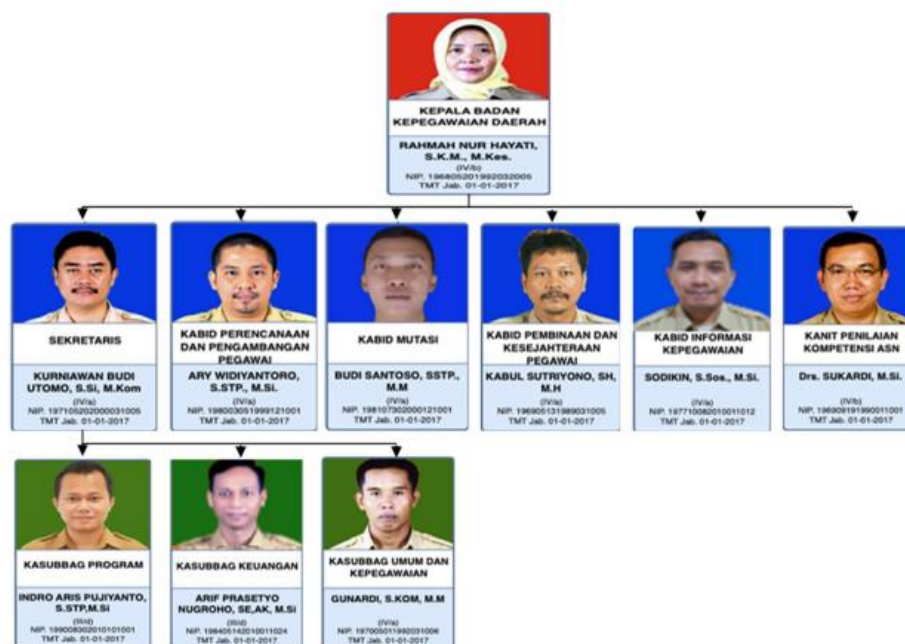 KEPALA BADAN
KEPEGAWAIAN DAERAH
RAHMAH NUR HAYATI,
S.K.M., M.Kes.
(IV/b)
NIP. 196805201992032005
TMT Jab. 01-01-2017
SEKRETARIS
KURNIAWAN BUDI
UTOMO, S.Si, M.Kom
(IV/a)
NIP. 197105202000031005
TMT Jab. 01-01-2017
KABID PERENCANAAN
DAN PENGAMBANGAN
PEGAWAI
ARY WIDIYANTORO,
S.STP., M.Si.
(IV/a)
NIP. 198003051999121001
TMT Jab. 01-01-2017
KABID MUTASI
BUDI SANTOSO, SSTP.,
M.M
(IV/a)
NIP. 198107302000121001
TMT Jab. 01-01-2017
KABID PEMBINAAN DAN
KESEJAHTERAAN
PEGAWAI
KABUL SUTRIYONO, SH,
M.H
(IV/a)
NIP. 196905131989031005
TMT Jab. 01-01-2017
KABID INFORMASI
KEPEGAWAIAN
SODIKIN, S.Sos., M.Si.
(IV/a)
NIP. 197710082010011012
TMT Jab. 01-01-2017
KANIT PENILAIAN
KOMPETENSI ASN
Drs. SUKARDI, M.Si.
(IV/b)
NIP. 196909191990011001
TMT Jab. 01-01-2017
KASUBBAG PROGRAM
INDRO ARIS PUJIYANTO,
S.STP,M.Si
(III/d)
NIP. 199008302010101001
TMT Jab. 01-01-2017
KASUBBAG KEUANGAN
ARIF PRASETYO
NUGROHO, SE,AK, M.Si
(III/d)
NIP. 198405142010011024
TMT Jab. 01-01-2017
KASUBBAG UMUM DAN
KEPEGAWAIAN
GUNARDI, S.KOM, M.M
(IV/a)
NIP. 197005011992031006
TMT Jab. 01-01-2017